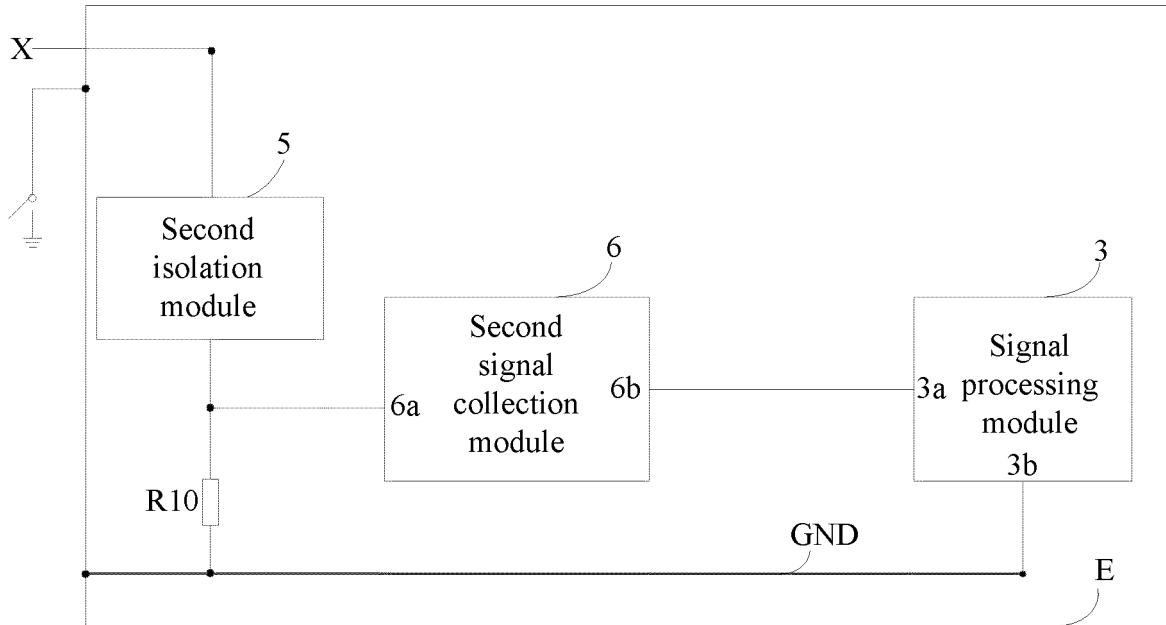 X
5
Second
isolation
module
6
Second
signal
collection
module
6a
6b
3
Signal
processing
module
3a
3b
R10
GND
E